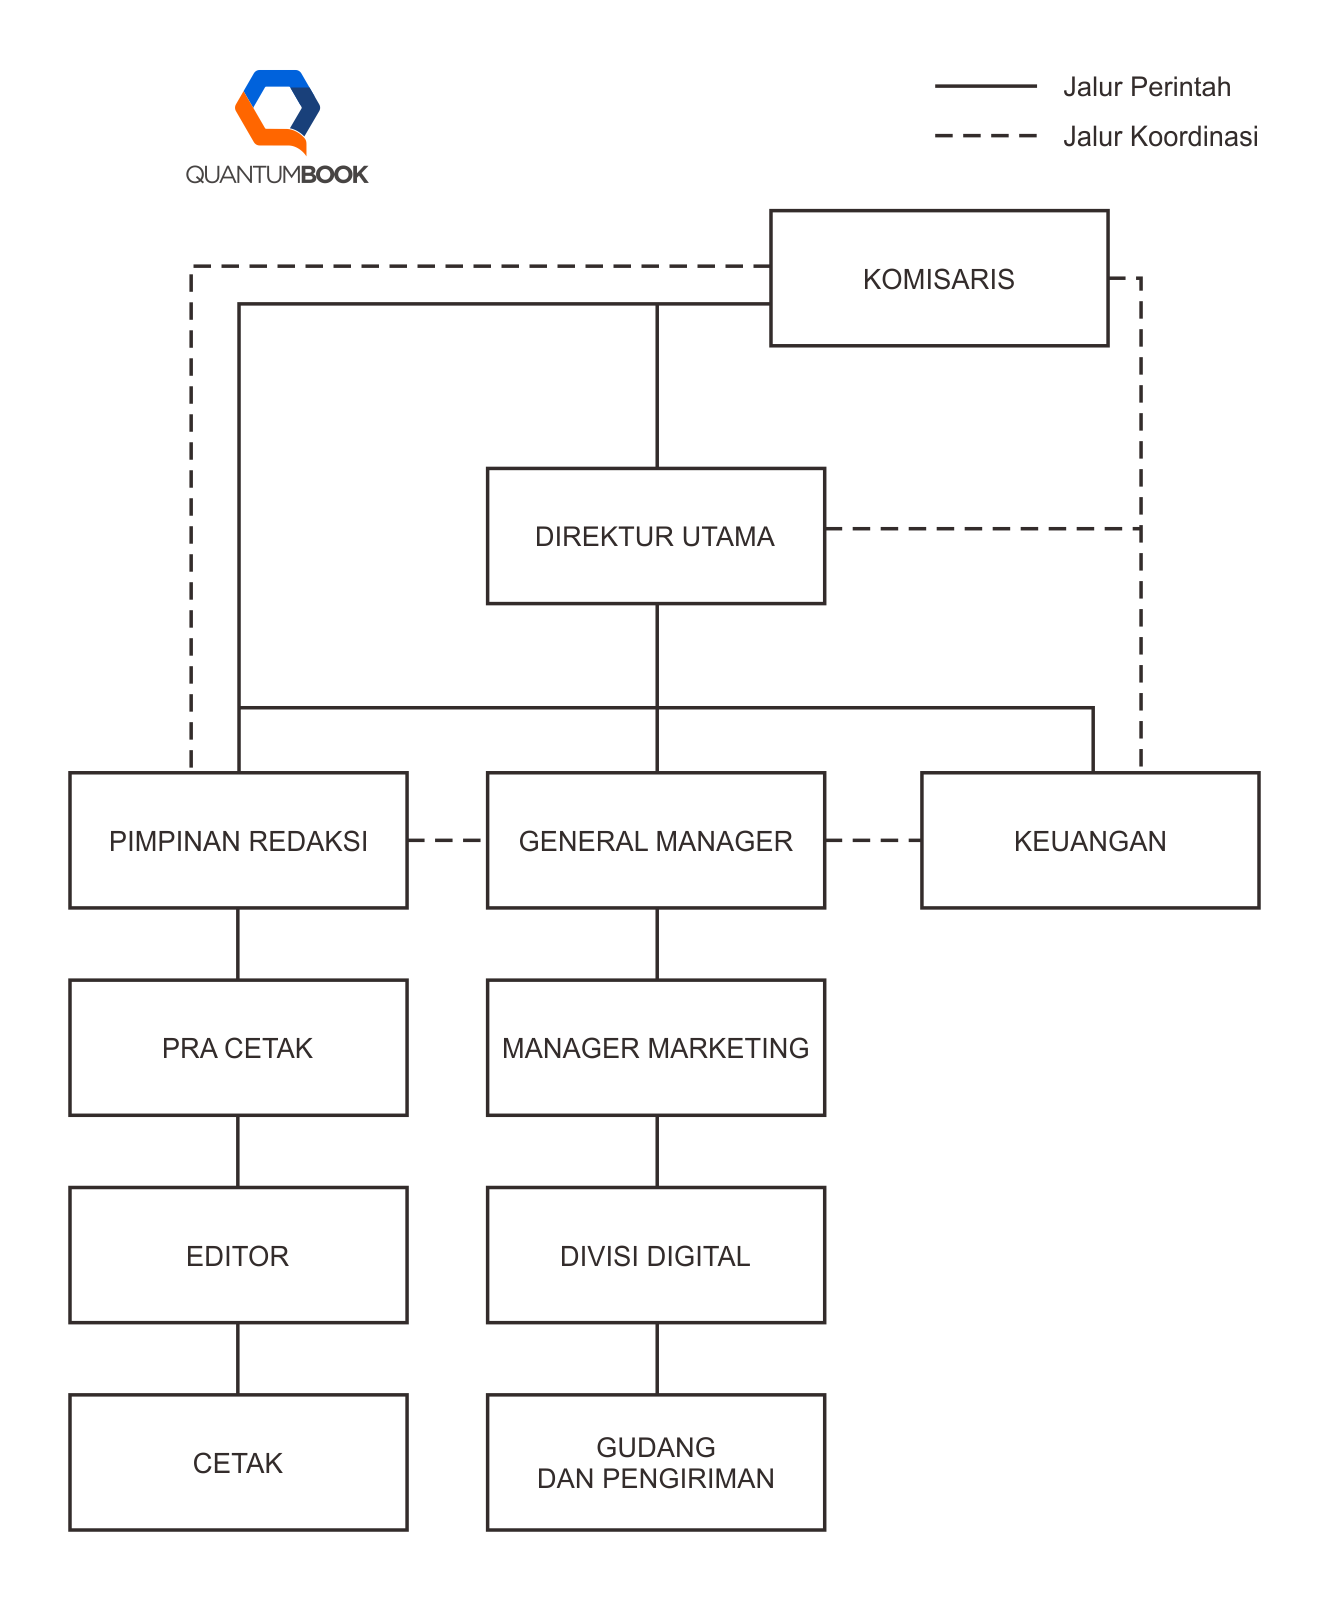 QUANTUMBOOK
Jalur Perintah
Jalur Koordinasi
KOMISARIS
DIREKTUR UTAMA
PIMPINAN REDAKSI
GENERAL MANAGER
KEUANGAN
PRA CETAK
MANAGER MARKETING
EDITOR
DIVISI DIGITAL
CETAK
GUDANG
DAN PENGIRIMAN